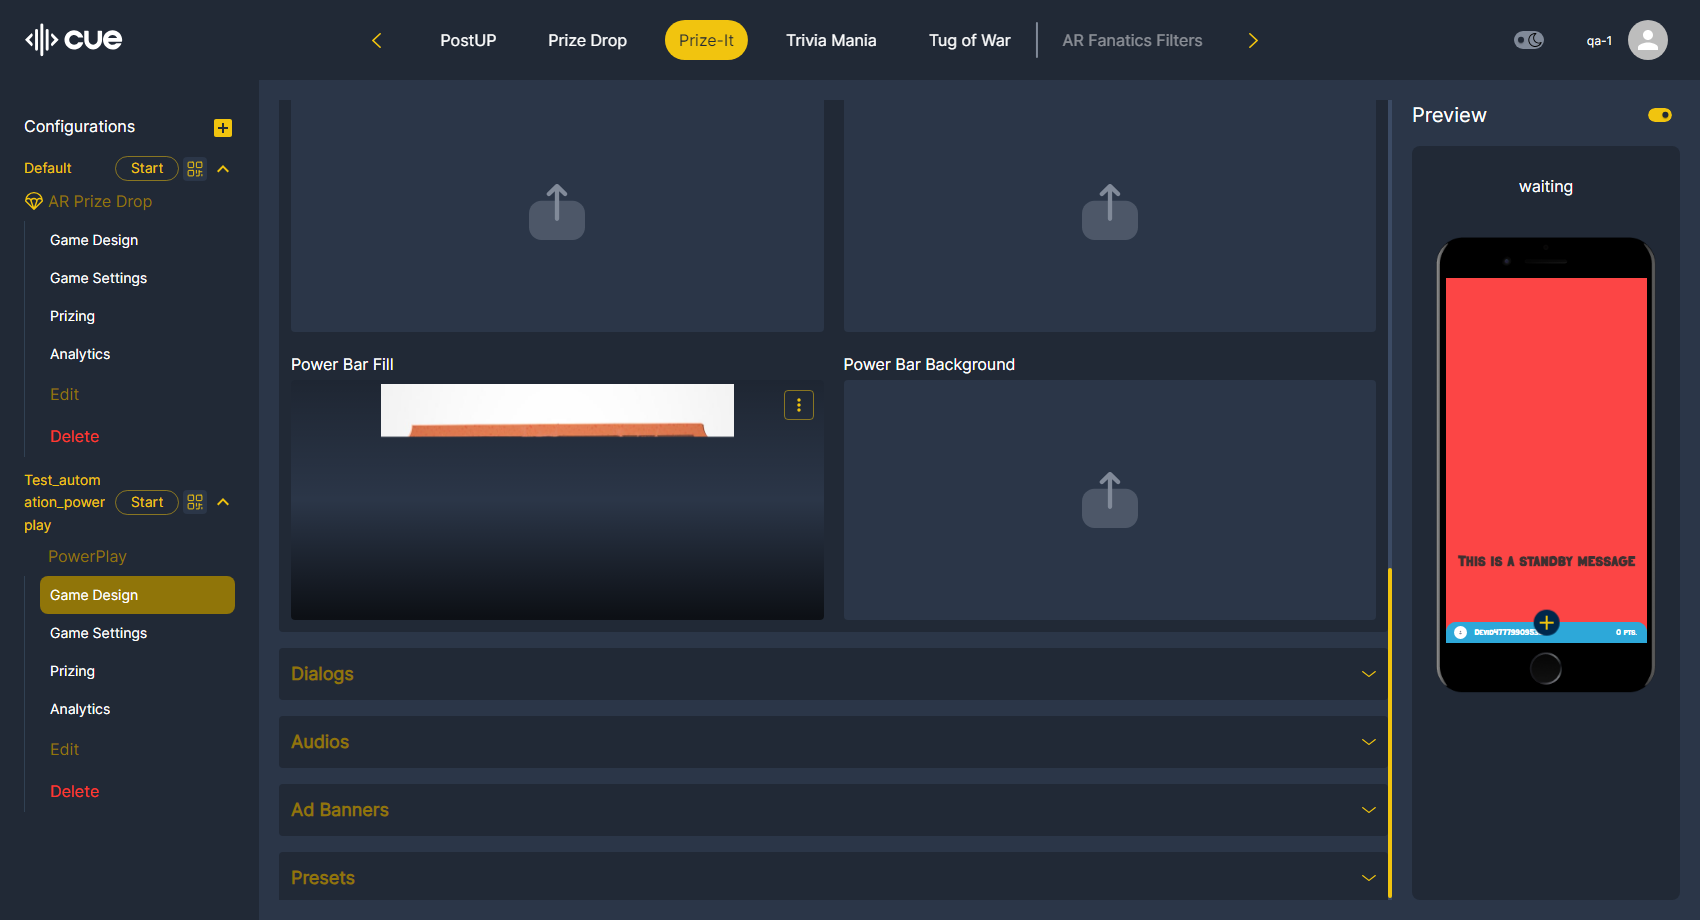 cue
PostUP
Prize Drop
Prize-It
Trivia Mania
Tug of War
AR Fanatics Filters
qa-1
Configurations
Default
Start
AR Prize Drop
Game Design
Game Settings
Prizing
Analytics
Edit
Delete
Test_autom
ation_power
play
Start
PowerPlay
Game Design
Game Settings
Prizing
Analytics
Edit
Delete
Power Bar Fill
Power Bar Background
Dialogs
Audios
Ad Banners
Presets
Preview
waiting
This is a standby message
0 pts.